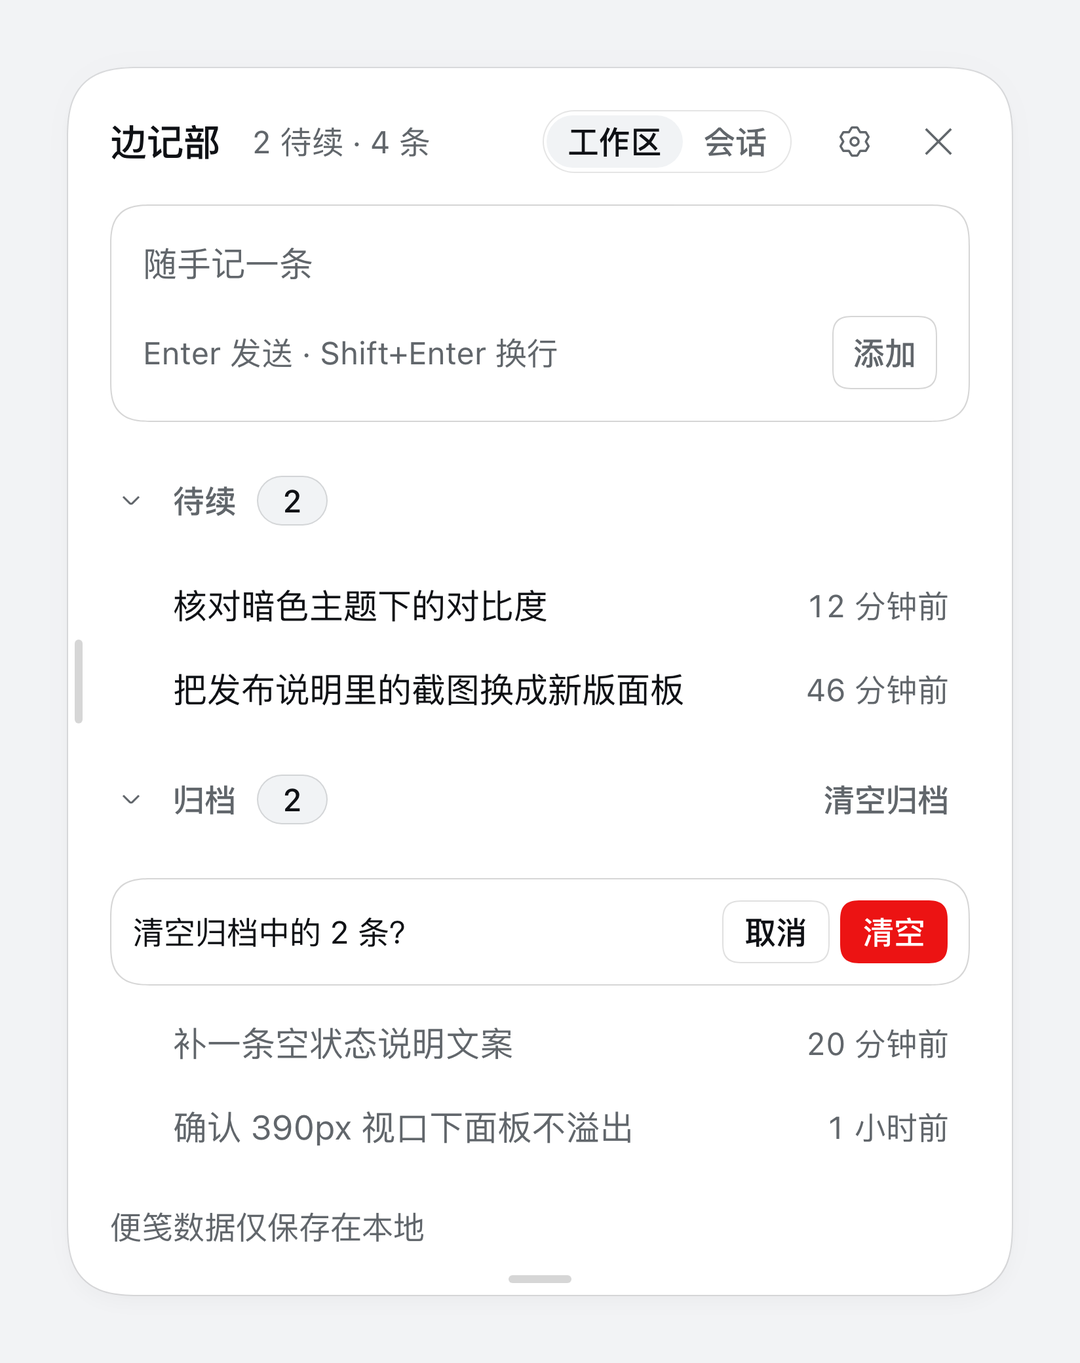 边记部 2 待续 · 4 条 工作区 会话
随手记一条
Enter 发送 · Shift+Enter 换行 添加
待续 2
核对暗色主题下的对比度 12 分钟前
把发布说明里的截图换成新版面板 46 分钟前
归档 2 清空归档
清空归档中的 2 条? 取消 清空
补一条空状态说明文案 20 分钟前
确认 390px 视口下面板不溢出 1 小时前
便笺数据仅保存在本地